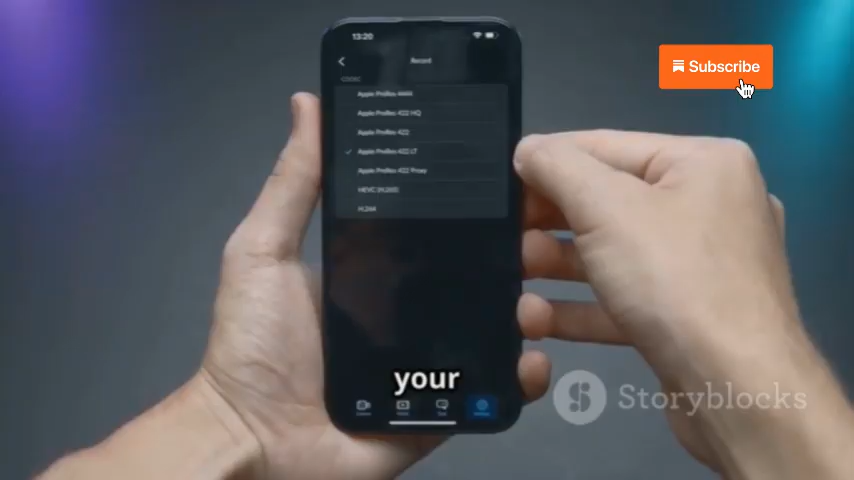 13:20
Subscribe
Record
CODEC
Apple ProRes 4444
Apple ProRes 422 HQ
Apple ProRes 422
Apple ProRes 422 LT
Apple ProRes 422 Proxy
HEVC (H.265)
H.264
your
Storyblocks